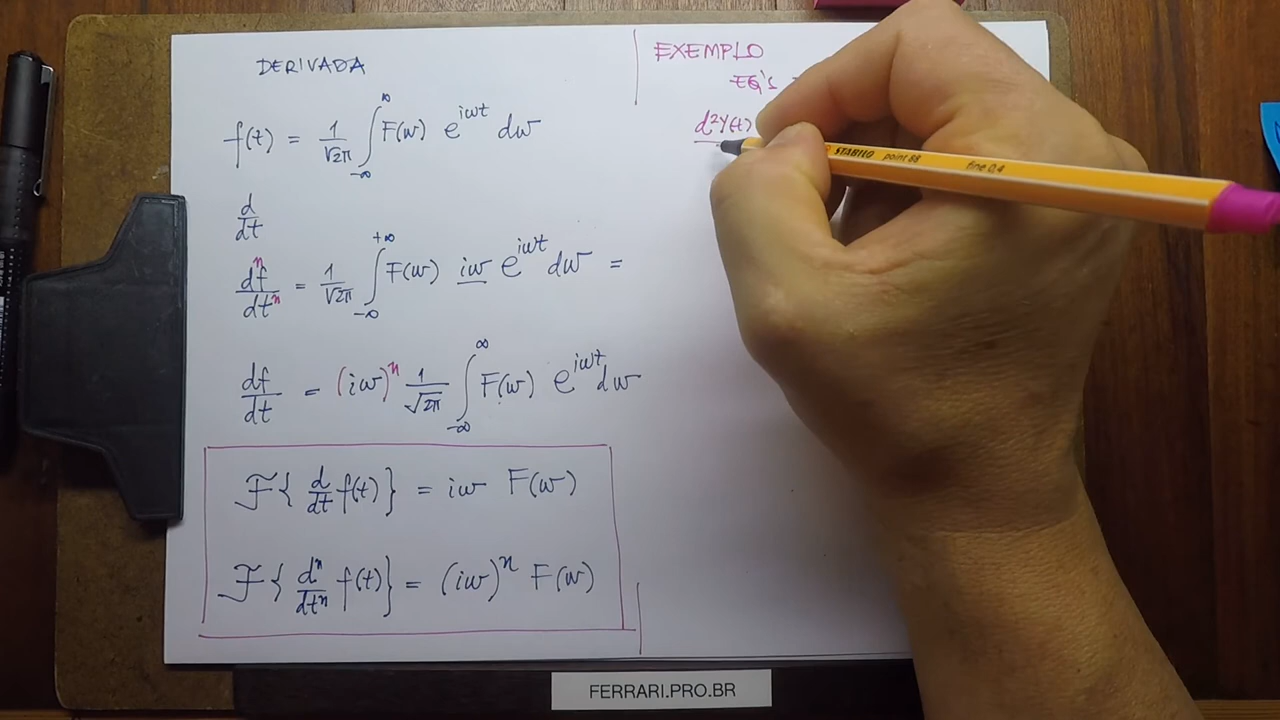 DERIVADA
f(t) = 1/√2π ∫_{-∞}^{∞} F(w) e^{iwt} dw
d/dt
d^n f/dt^n = 1/√2π ∫_{-∞}^{+∞} F(w) iw e^{iwt} dw =
df/dt = (iw)^n 1/√2π ∫_{-∞}^{∞} F(w) e^{iwt} dw
ℱ{ d/dt f(t) } = iw F(w)
ℱ{ d^n/dt^n f(t) } = (iw)^n F(w)
EXEMPLO
EQ's
d²Y(t)
STABILO point 88 fine 0,4
FERRARI.PRO.BR